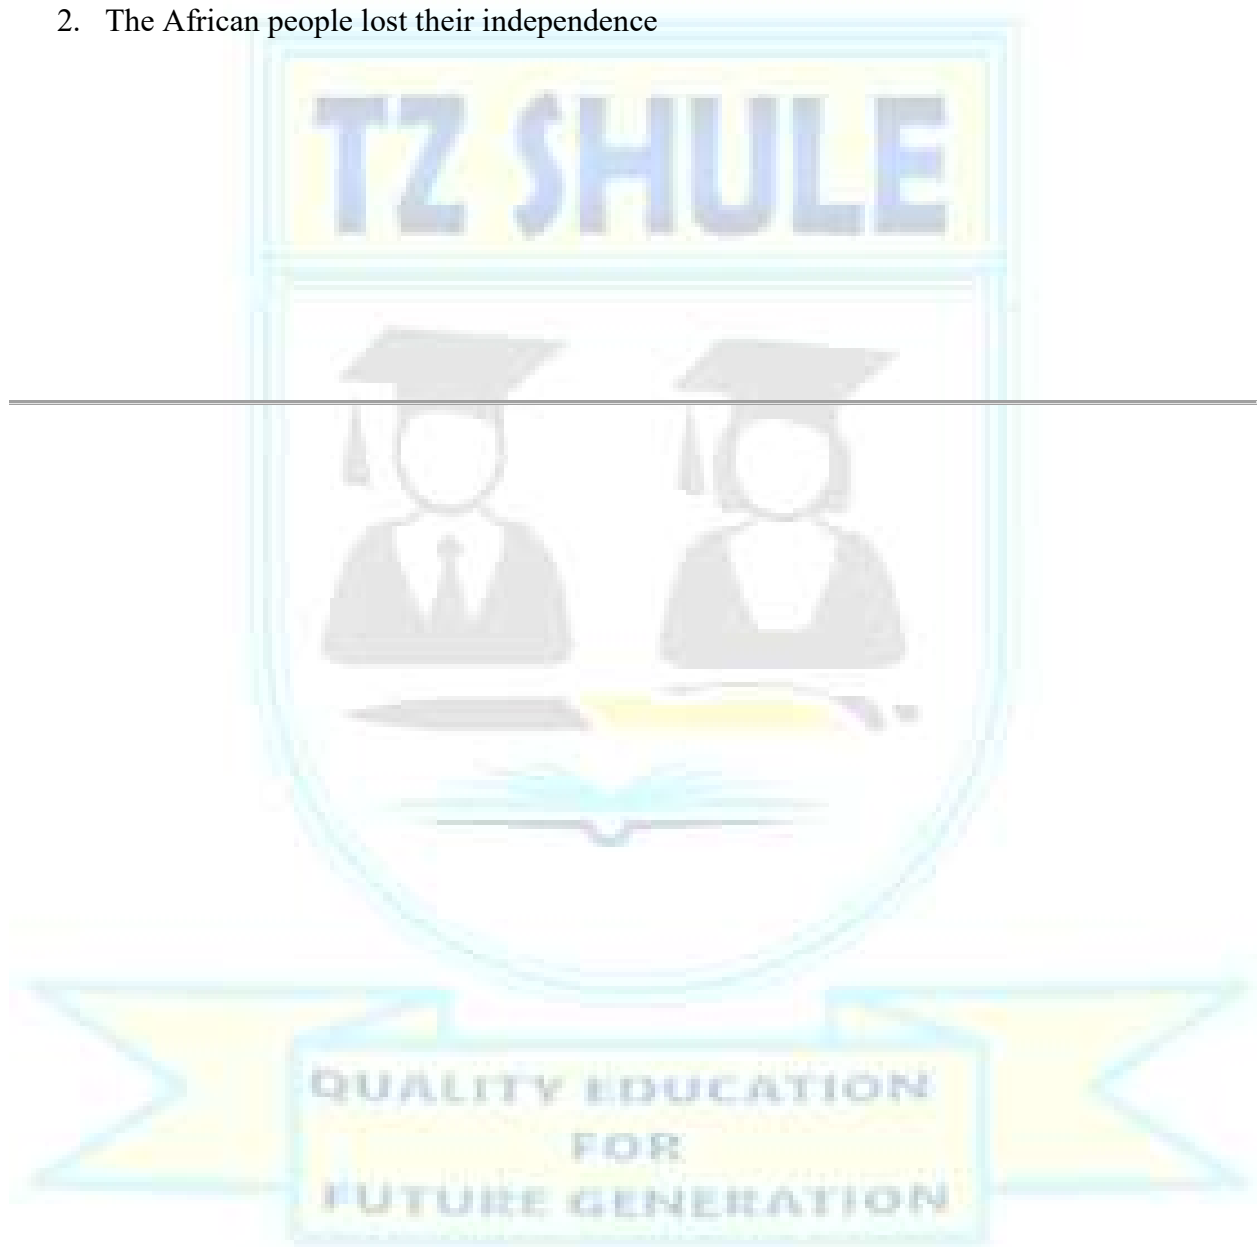 2. The African people lost their independence
TZ SHULE
QUALITY EDUCATION
FOR
FUTURE GENERATION